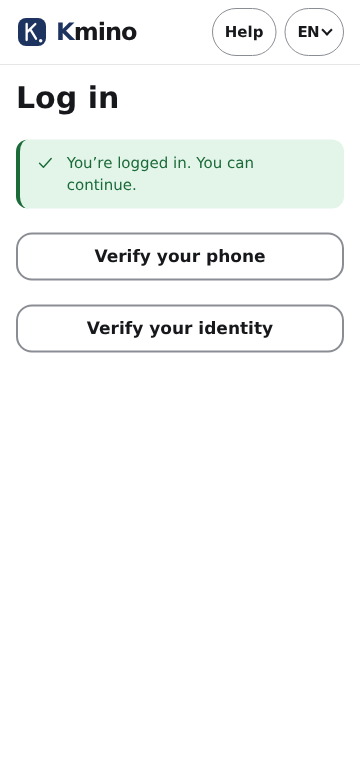 K. Kmino
Help
EN
Log in
You’re logged in. You can
continue.
Verify your phone
Verify your identity